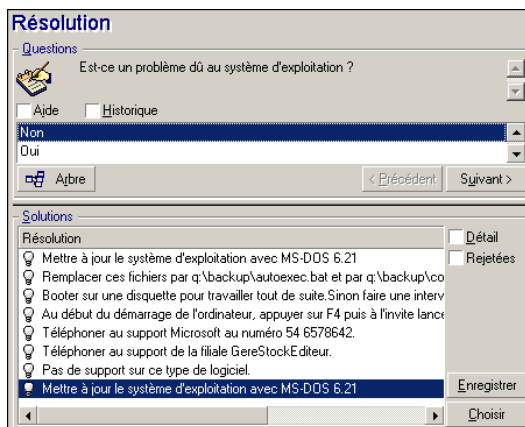 Résolution
Questions
Est-ce un problème dû au système d'exploitation ?
Aide Historique
Non
Oui
Arbre < Précédent Suivant >
Solutions
Résolution
Détail
Rejetées
Mettre à jour le système d'exploitation avec MS-DOS 6.21
Remplacer ces fichiers par q:\backup\autoexec.bat et par q:\backup\co
Booter sur une disquette pour travailler tout de suite.Sinon faire une interv
Au début du démarrage de l'ordinateur, appuyer sur F4 puis à l'invite lance
Téléphoner au support Microsoft au numéro 54 6578642.
Téléphoner au support de la filiale GereStockEditeur.
Pas de support sur ce type de logiciel.
Mettre à jour le système d'exploitation avec MS-DOS 6.21
Enregistrer
Choisir